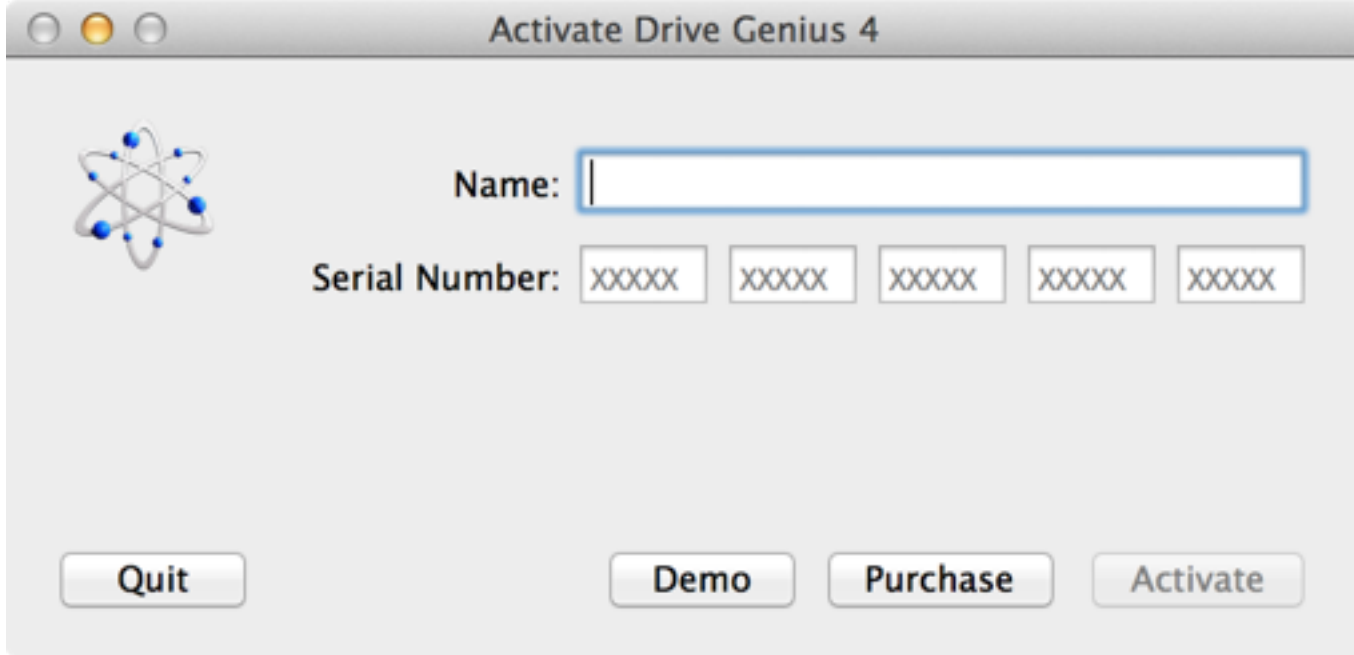 Activate Drive Genius 4
Name:
Serial Number: XXXXX XXXXX XXXXX XXXXX XXXXX
Quit Demo Purchase Activate